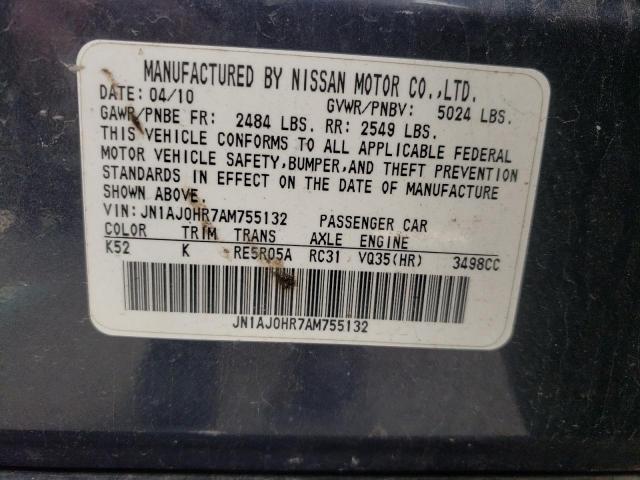 MANUFACTURED BY NISSAN MOTOR CO.,LTD.
DATE: 04/10 GVWR/PNBV: 5024 LBS.
GAWR/PNBE FR: 2484 LBS. RR: 2549 LBS.
THIS VEHICLE CONFORMS TO ALL APPLICABLE FEDERAL
MOTOR VEHICLE SAFETY,BUMPER,AND THEFT PREVENTION
STANDARDS IN EFFECT ON THE DATE OF MANUFACTURE
SHOWN ABOVE.
VIN:JN1AJ0HR7AM755132 PASSENGER CAR
COLOR TRIM TRANS AXLE ENGINE
K52 K RE5R05A RC31 VQ35(HR) 3498CC
JN1AJ0HR7AM755132